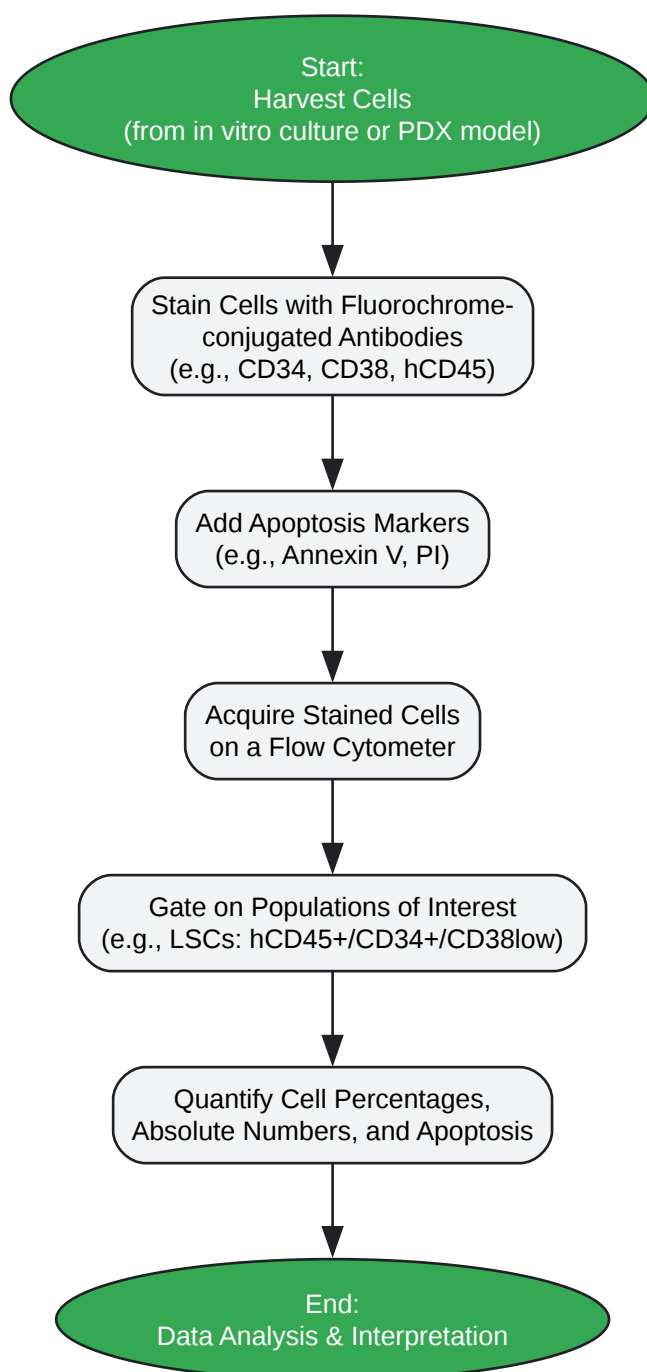 Start:
Harvest Cells
(from in vitro culture or PDX model)
Stain Cells with Fluorochrome-
conjugated Antibodies
(e.g., CD34, CD38, hCD45)
Add Apoptosis Markers
(e.g., Annexin V, PI)
Acquire Stained Cells
on a Flow Cytometer
Gate on Populations of Interest
(e.g., LSCs: hCD45+/CD34+/CD38low)
Quantify Cell Percentages,
Absolute Numbers, and Apoptosis
End:
Data Analysis & Interpretation